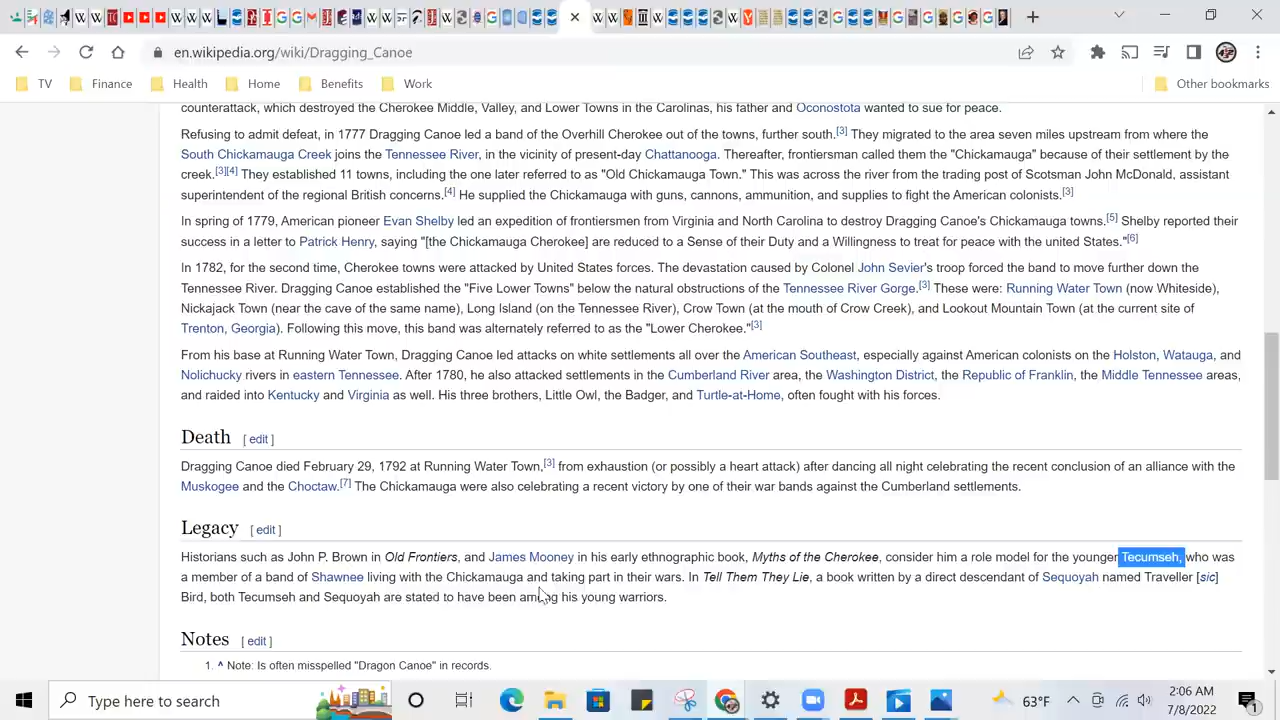 en.wikipedia.org/wiki/Dragging_Canoe
TV Finance Health Home Benefits Work Other bookmarks
counterattack, which destroyed the Cherokee Middle, Valley, and Lower Towns in the Carolinas, his father and Oconostota wanted to sue for peace.
Refusing to admit defeat, in 1777 Dragging Canoe led a band of the Overhill Cherokee out of the towns, further south.[3] They migrated to the area seven miles upstream from where the
South Chickamauga Creek joins the Tennessee River, in the vicinity of present-day Chattanooga. Thereafter, frontiersman called them the "Chickamauga" because of their settlement by the
creek.[3][4] They established 11 towns, including the one later referred to as "Old Chickamauga Town." This was across the river from the trading post of Scotsman John McDonald, assistant
superintendent of the regional British concerns.[4] He supplied the Chickamauga with guns, cannons, ammunition, and supplies to fight the American colonists.[3]
In spring of 1779, American pioneer Evan Shelby led an expedition of frontiersmen from Virginia and North Carolina to destroy Dragging Canoe's Chickamauga towns.[5] Shelby reported their
success in a letter to Patrick Henry, saying "[the Chickamauga Cherokee] are reduced to a Sense of their Duty and a Willingness to treat for peace with the united States."[6]
In 1782, for the second time, Cherokee towns were attacked by United States forces. The devastation caused by Colonel John Sevier's troop forced the band to move further down the
Tennessee River. Dragging Canoe established the "Five Lower Towns" below the natural obstructions of the Tennessee River Gorge.[3] These were: Running Water Town (now Whiteside),
Nickajack Town (near the cave of the same name), Long Island (on the Tennessee River), Crow Town (at the mouth of Crow Creek), and Lookout Mountain Town (at the current site of
Trenton, Georgia). Following this move, this band was alternately referred to as the "Lower Cherokee."[3]
From his base at Running Water Town, Dragging Canoe led attacks on white settlements all over the American Southeast, especially against American colonists on the Holston, Watauga, and
Nolichucky rivers in eastern Tennessee. After 1780, he also attacked settlements in the Cumberland River area, the Washington District, the Republic of Franklin, the Middle Tennessee areas,
and raided into Kentucky and Virginia as well. His three brothers, Little Owl, the Badger, and Turtle-at-Home, often fought with his forces.
Death [ edit ]
Dragging Canoe died February 29, 1792 at Running Water Town,[3] from exhaustion (or possibly a heart attack) after dancing all night celebrating the recent conclusion of an alliance with the
Muskogee and the Choctaw.[7] The Chickamauga were also celebrating a recent victory by one of their war bands against the Cumberland settlements.
Legacy [ edit ]
Historians such as John P. Brown in Old Frontiers, and James Mooney in his early ethnographic book, Myths of the Cherokee, consider him a role model for the younger Tecumseh, who was
a member of a band of Shawnee living with the Chickamauga and taking part in their wars. In Tell Them They Lie, a book written by a direct descendant of Sequoyah named Traveller [sic]
Bird, both Tecumseh and Sequoyah are stated to have been among his young warriors.
Notes [ edit ]
1. ^ Note: Is often misspelled "Dragon Canoe" in records.
Type here to search
63°F
2:06 AM
7/8/2022
1